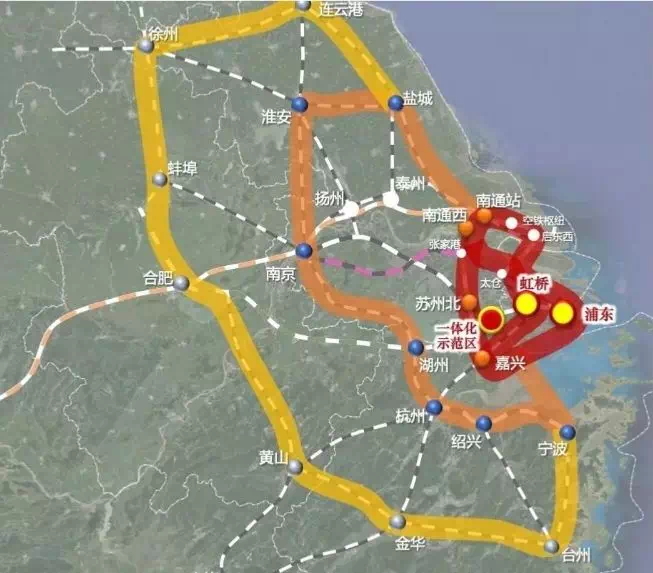 连云港
徐州
盐城
淮安
蚌埠
泰州
扬州
南通站
南通西
空铁枢纽
启东西
张家港
南京
合肥
太仓
虹桥
苏州北
浦东
一体化
示范区
湖州
嘉兴
杭州
绍兴
宁波
黄山
金华
台州